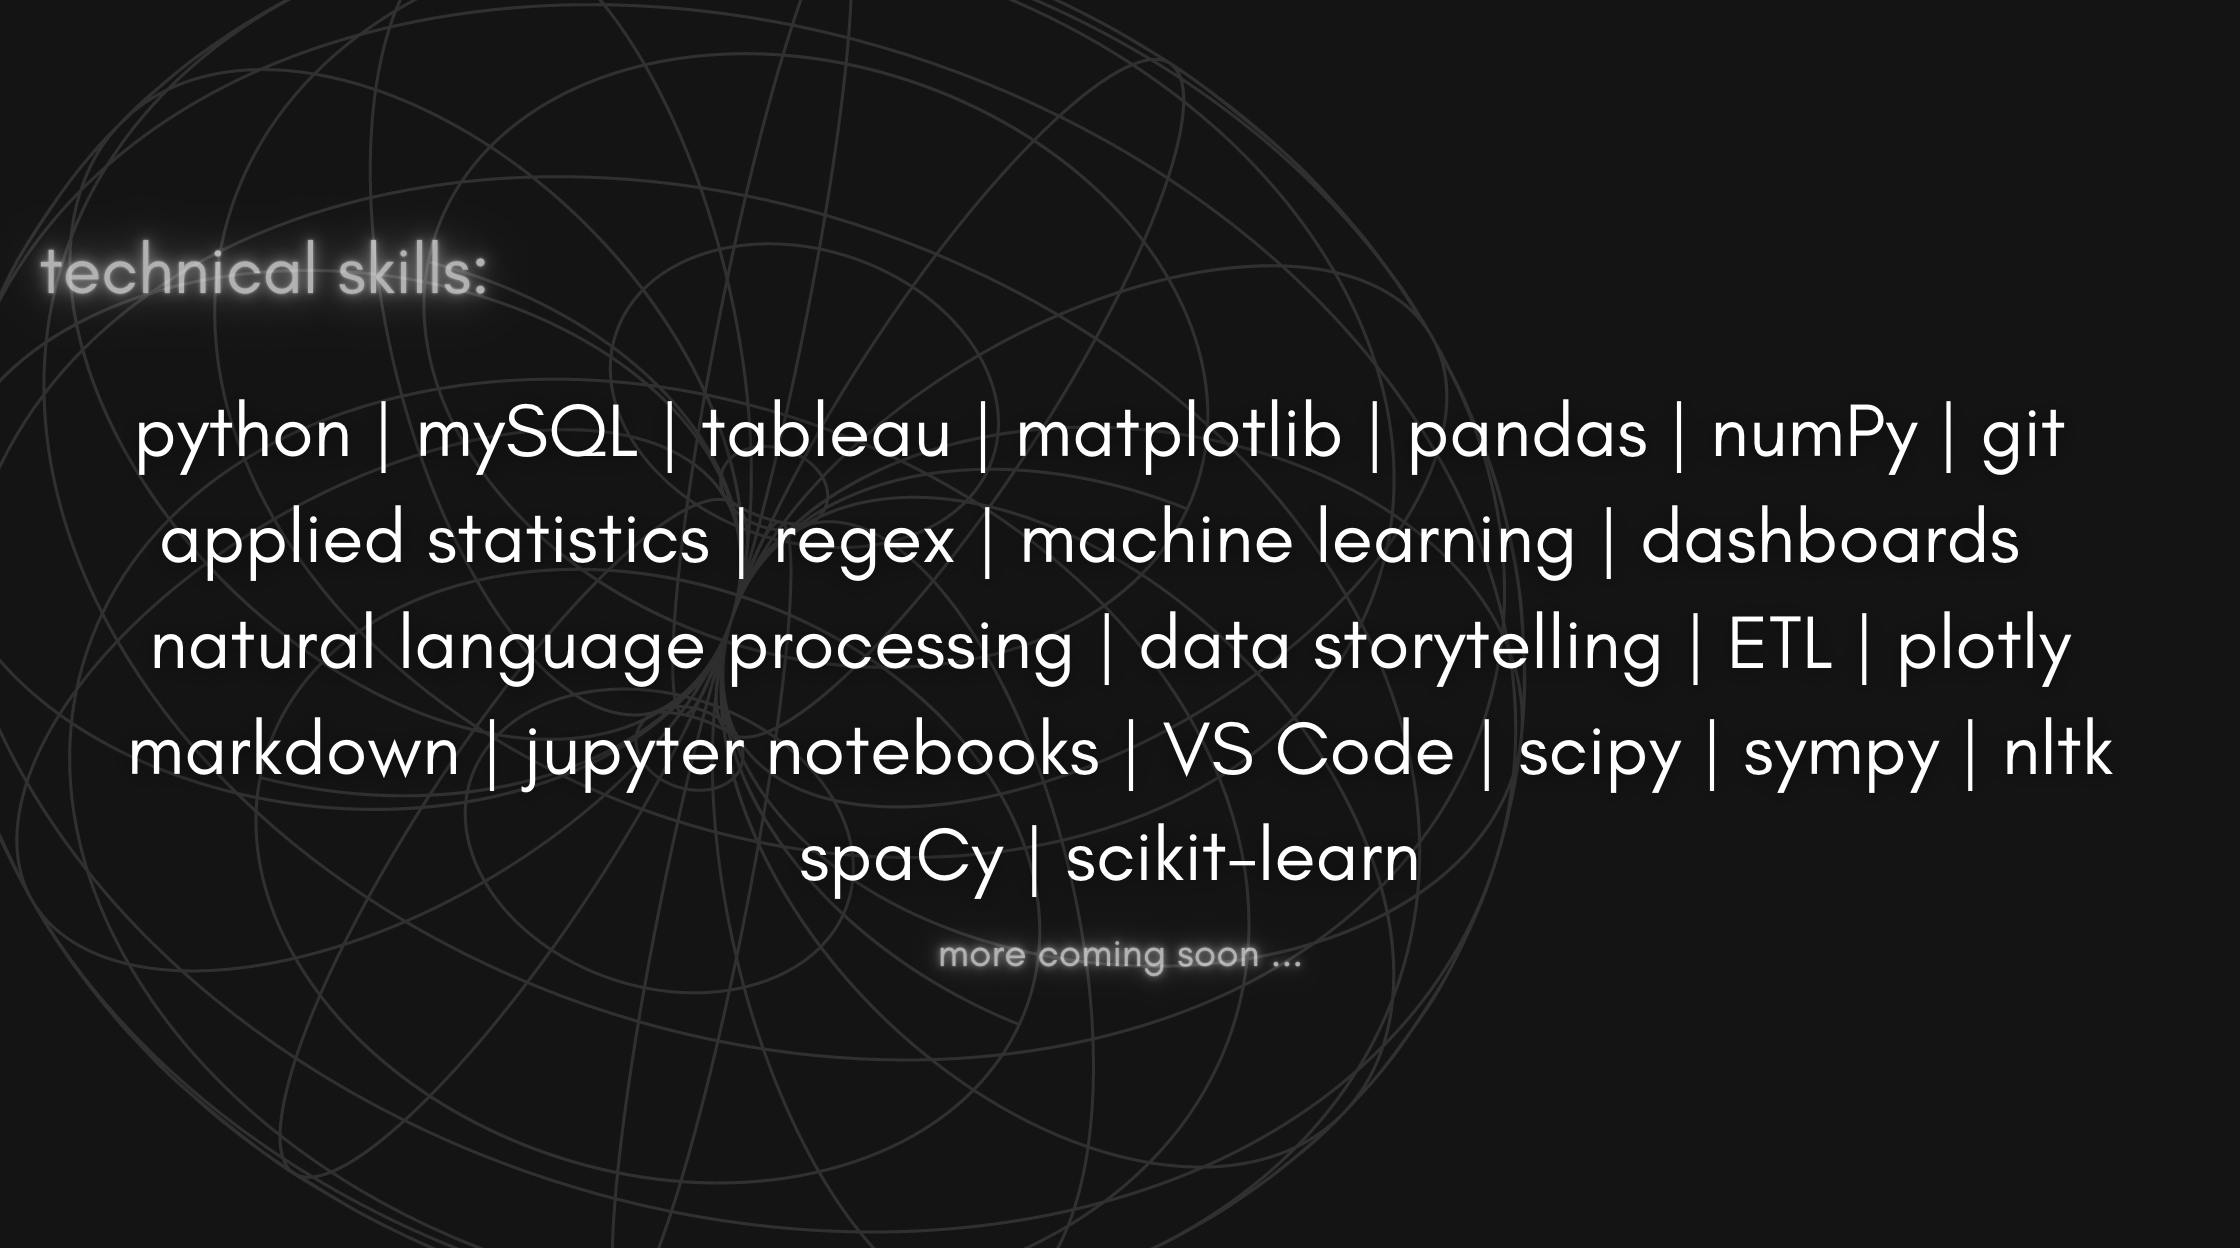 technical skills:
python | mySQL | tableau | matplotlib | pandas | numPy | git
applied statistics | regex | machine learning | dashboards
natural language processing | data storytelling | ETL | plotly
markdown | jupyter notebooks | VS Code | scipy | sympy | nltk
spaCy | scikit-learn
more coming soon ...